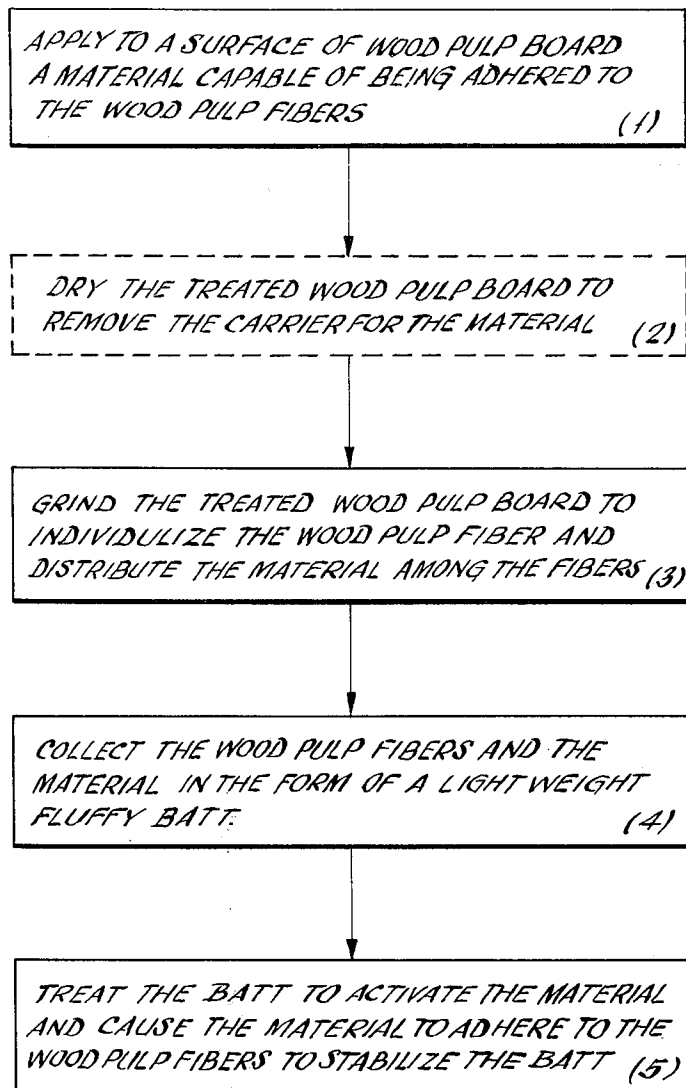 APPLY TO A SURFACE OF WOOD PULP BOARD
A MATERIAL CAPABLE OF BEING ADHERED TO
THE WOOD PULP FIBERS
(1)
DRY THE TREATED WOOD PULP BOARD TO
REMOVE THE CARRIER FOR THE MATERIAL (2)
GRIND THE TREATED WOOD PULP BOARD TO
INDIVIDULIZE THE WOOD PULP FIBER AND
DISTRIBUTE THE MATERIAL AMONG THE FIBERS (3)
COLLECT THE WOOD PULP FIBERS AND THE
MATERIAL IN THE FORM OF A LIGHT WEIGHT
FLUFFY BATT. (4)
TREAT THE BATT TO ACTIVATE THE MATERIAL
AND CAUSE THE MATERIAL TO ADHERE TO THE
WOOD PULP FIBERS TO STABILIZE THE BATT (5)